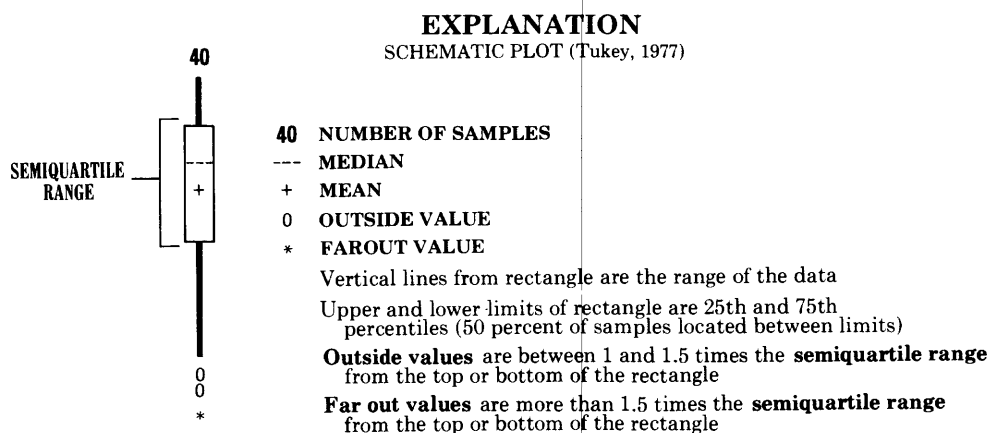 EXPLANATION
SCHEMATIC PLOT (Tukey, 1977)
40
SEMIQUARTILE
RANGE
+
0
0
*
40 NUMBER OF SAMPLES
--- MEDIAN
+ MEAN
0 OUTSIDE VALUE
* FAROUT VALUE
Vertical lines from rectangle are the range of the data
Upper and lower limits of rectangle are 25th and 75th
percentiles (50 percent of samples located between limits)
Outside values are between 1 and 1.5 times the semiquartile range
from the top or bottom of the rectangle
Far out values are more than 1.5 times the semiquartile range
from the top or bottom of the rectangle